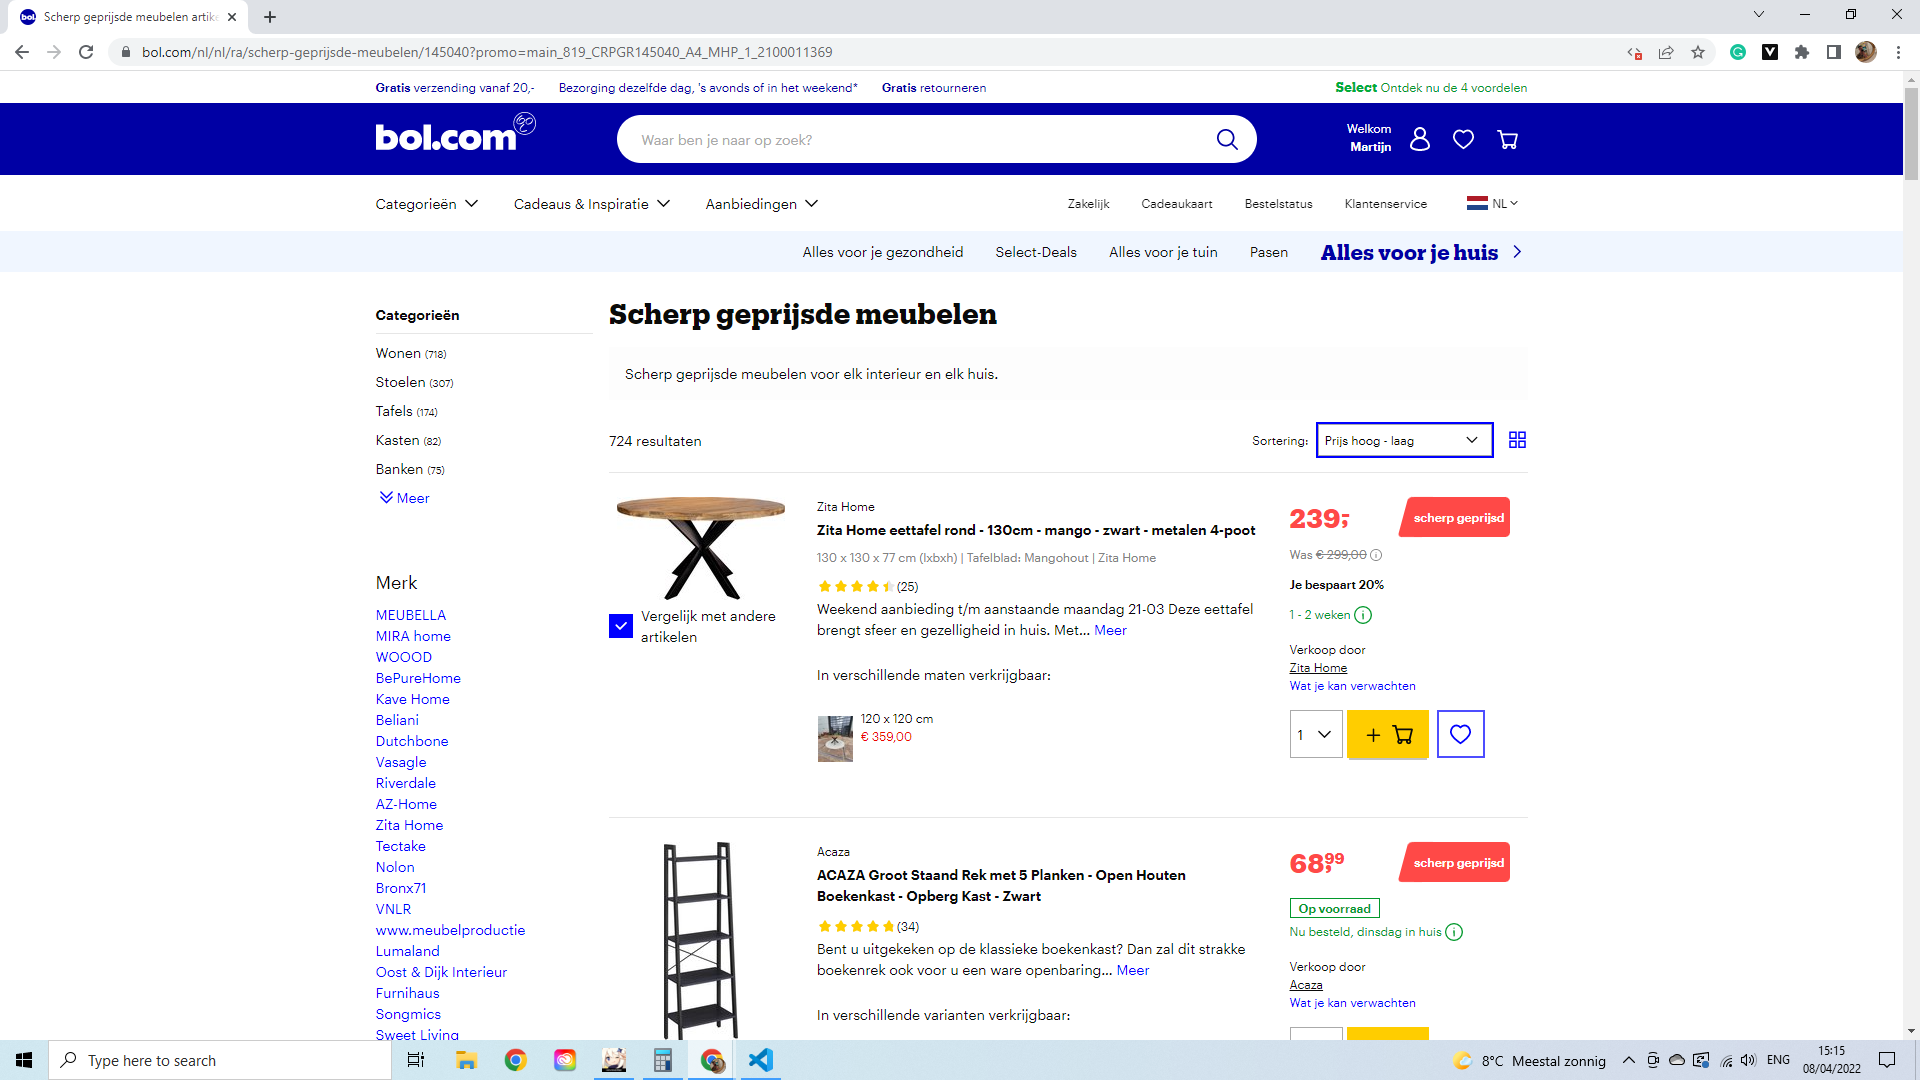 Scherp geprijsde meubelen artike
bol.com/nl/nl/ra/scherp-geprijsde-meubelen/145040?promo=main_819_CRPGR145040_A4_MHP_1_2100011369
Gratis verzending vanaf 20,-
Bezorging dezelfde dag, 's avonds of in het weekend*
Gratis retourneren
Select Ontdek nu de 4 voordelen
bol.com
Waar ben je naar op zoek?
Welkom
Martijn
Categorieën
Cadeaus & Inspiratie
Aanbiedingen
Zakelijk
Cadeaukaart
Bestelstatus
Klantenservice
NL
Alles voor je gezondheid
Select-Deals
Alles voor je tuin
Pasen
Alles voor je huis
Categorieën
Wonen (718)
Stoelen (307)
Tafels (174)
Kasten (82)
Banken (75)
Meer
Merk
MEUBELLA
MIRA home
WOOOD
BePureHome
Kave Home
Beliani
Dutchbone
Vasagle
Riverdale
AZ-Home
Zita Home
Tectake
Nolon
Bronx71
VNLR
www.meubelproductie
Lumaland
Oost & Dijk Interieur
Furnihaus
Songmics
Sweet Living
Scherp geprijsde meubelen
Scherp geprijsde meubelen voor elk interieur en elk huis.
724 resultaten
Sortering:
Prijs hoog - laag
Vergelijk met andere
artikelen
Zita Home
Zita Home eettafel rond - 130cm - mango - zwart - metalen 4-poot
130 x 130 x 77 cm (lxbxh) | Tafelblad: Mangohout | Zita Home
(25)
Weekend aanbieding t/m aanstaande maandag 21-03 Deze eettafel
brengt sfeer en gezelligheid in huis. Met... Meer
In verschillende maten verkrijgbaar:
120 x 120 cm
€ 359,00
239,-
scherp geprijsd
Was € 299,00
Je bespaart 20%
1 - 2 weken
Verkoop door
Zita Home
Wat je kan verwachten
1
Acaza
ACAZA Groot Staand Rek met 5 Planken - Open Houten
Boekenkast - Opberg Kast - Zwart
(34)
Bent u uitgekeken op de klassieke boekenkast? Dan zal dit strakke
boekenrek ook voor u een ware openbaring... Meer
In verschillende varianten verkrijgbaar:
68,99
scherp geprijsd
Op voorraad
Nu besteld, dinsdag in huis
Verkoop door
Acaza
Wat je kan verwachten
Type here to search
8°C Meestal zonnig
ENG
15:15
08/04/2022